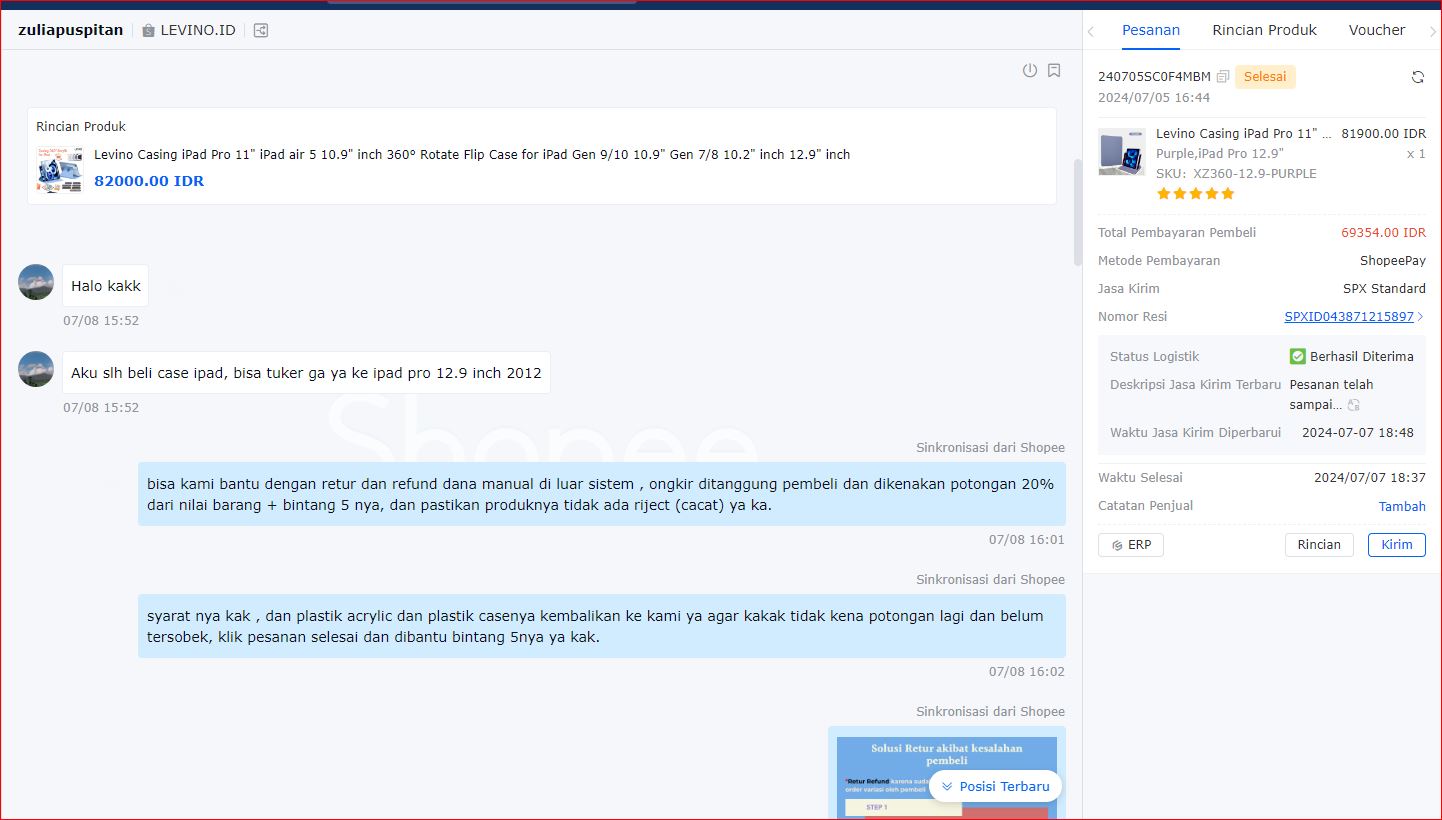 zuliapuspitan
LEVINO.ID
Rincian Produk
Levino Casing iPad Pro 11" iPad air 5 10.9" inch 360° Rotate Flip Case for iPad Gen 9/10 10.9" Gen 7/8 10.2" inch 12.9" inch
82000.00 IDR
Halo kakk
07/08 15:52
Aku slh beli case ipad, bisa tuker ga ya ke ipad pro 12.9 inch 2012
07/08 15:52
Shopee
Sinkronisasi dari Shopee
bisa kami bantu dengan retur dan refund dana manual di luar sistem , ongkir ditanggung pembeli dan dikenakan potongan 20%
dari nilai barang + bintang 5 nya, dan pastikan produknya tidak ada riject (cacat) ya ka.
07/08 16:01
Sinkronisasi dari Shopee
syarat nya kak , dan plastik acrylic dan plastik casenya kembalikan ke kami ya agar kakak tidak kena potongan lagi dan belum
tersobek, klik pesanan selesai dan dibantu bintang 5nya ya kak.
07/08 16:02
Sinkronisasi dari Shopee
Solusi Retur akibat kesalahan
pembeli
*Retur Refund karena suda
order variasi oleh pembeli
STEP 1
Posisi Terbaru
Pesanan
Rincian Produk
Voucher
240705SC0F4MBM
Selesai
2024/07/05 16:44
Levino Casing iPad Pro 11" ... 81900.00 IDR
Purple,iPad Pro 12.9" x 1
SKU: XZ360-12.9-PURPLE
Total Pembayaran Pembeli 69354.00 IDR
Metode Pembayaran ShopeePay
Jasa Kirim SPX Standard
Nomor Resi SPXID043871215897
Status Logistik Berhasil Diterima
Deskripsi Jasa Kirim Terbaru Pesanan telah
sampai...
Waktu Jasa Kirim Diperbarui 2024-07-07 18:48
Waktu Selesai 2024/07/07 18:37
Catatan Penjual Tambah
ERP Rincian Kirim